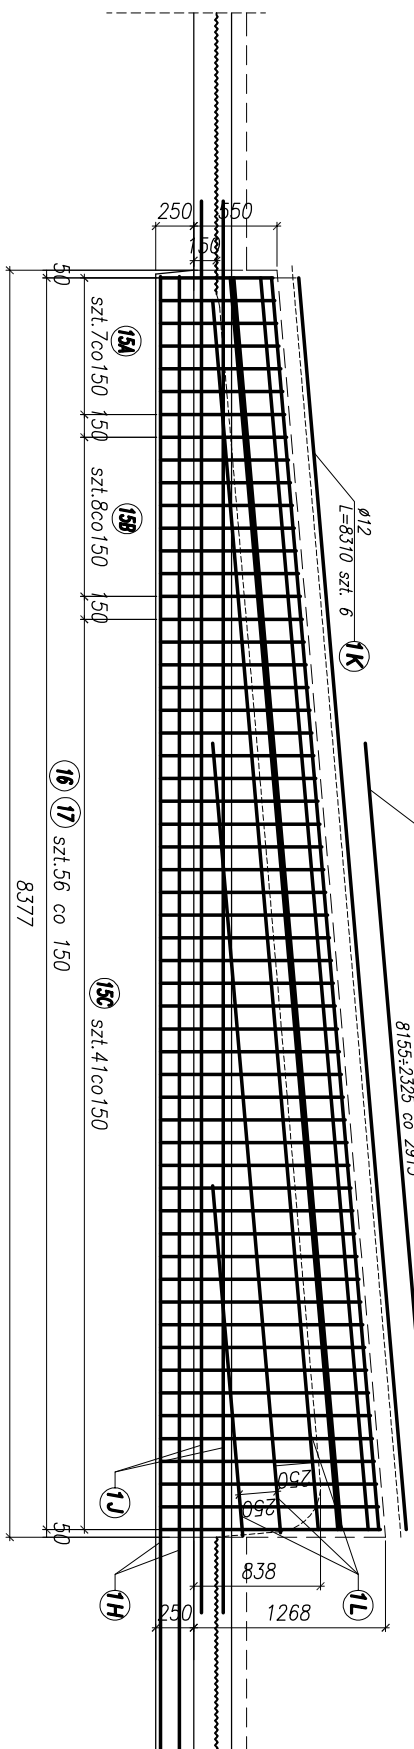 250
550
150
50
15A
szt.7co150
150
15B
szt.8co150
150
ø12
L=8310 szt. 6
1K
16 17 szt.56 co 150
8377
15C szt.41co150
8155÷2325 co 2915
1J
1H
50
250
250
838
250
1268
1L